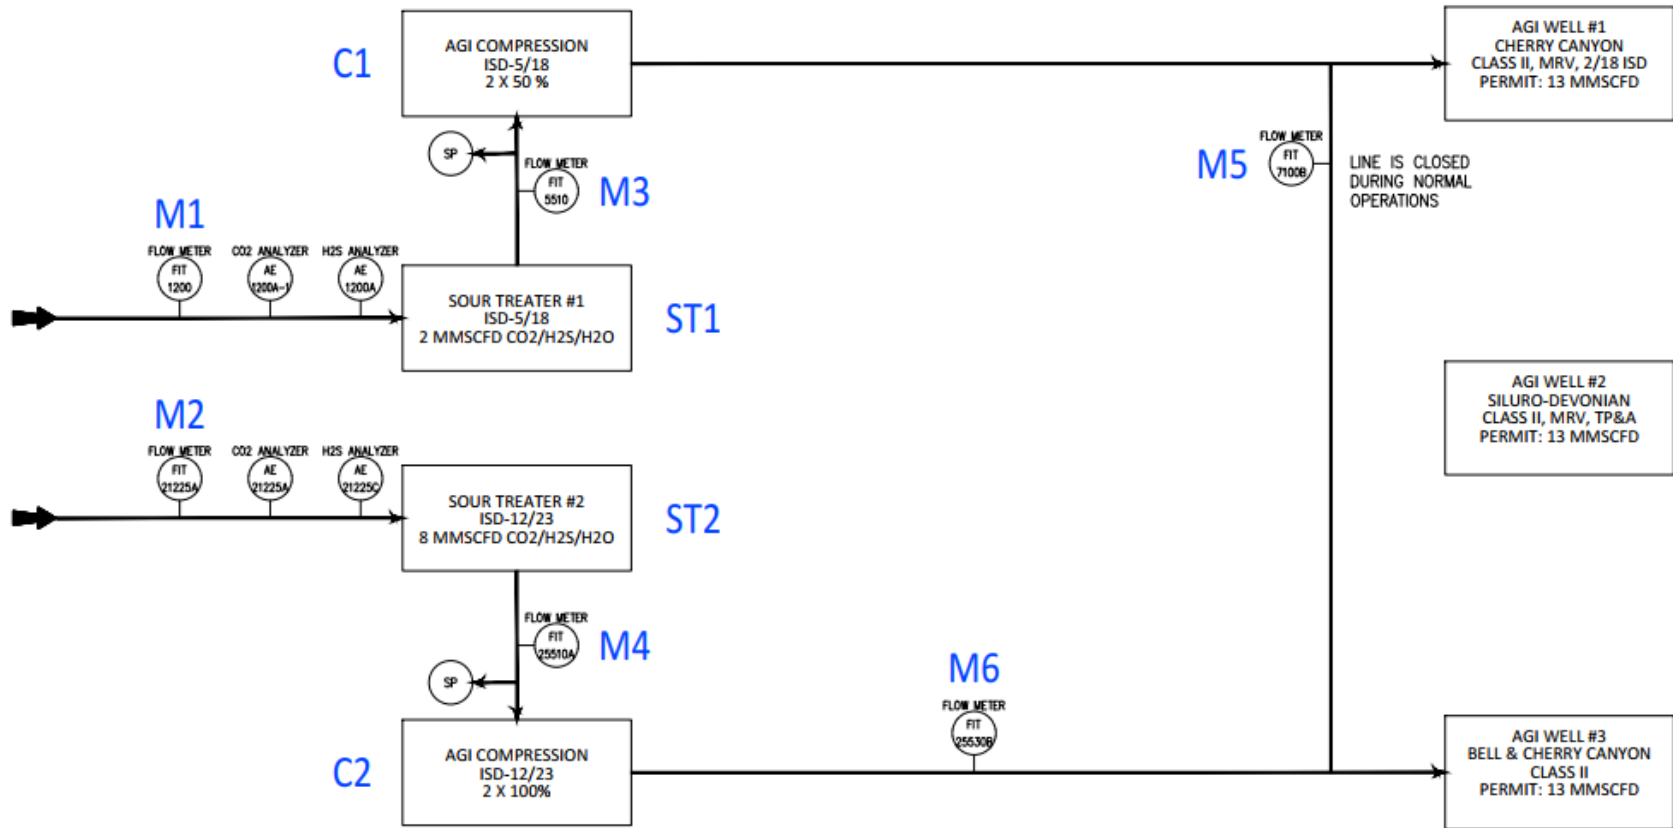 C1
AGI COMPRESSION
ISD-5/18
2 X 50 %
AGI WELL #1
CHERRY CANYON
CLASS II, MRV, 2/18 ISD
PERMIT: 13 MMSCFD
SP
FLOW METER
FIT
5510
M3
M5
FLOW METER
FIT
7100B
LINE IS CLOSED
DURING NORMAL
OPERATIONS
M1
FLOW METER
FIT
1200
CO2 ANALYZER
AE
1200A-1
H2S ANALYZER
AE
1200A
SOUR TREATER #1
ISD-5/18
2 MMSCFD CO2/H2S/H2O
ST1
AGI WELL #2
SILURO-DEVONIAN
CLASS II, MRV, TP&A
PERMIT: 13 MMSCFD
M2
FLOW METER
FIT
21225A
CO2 ANALYZER
AE
21225A
H2S ANALYZER
AE
21225C
SOUR TREATER #2
ISD-12/23
8 MMSCFD CO2/H2S/H2O
ST2
FLOW METER
FIT
25510A
M4
SP
M6
FLOW METER
FIT
25530B
C2
AGI COMPRESSION
ISD-12/23
2 X 100%
AGI WELL #3
BELL & CHERRY CANYON
CLASS II
PERMIT: 13 MMSCFD